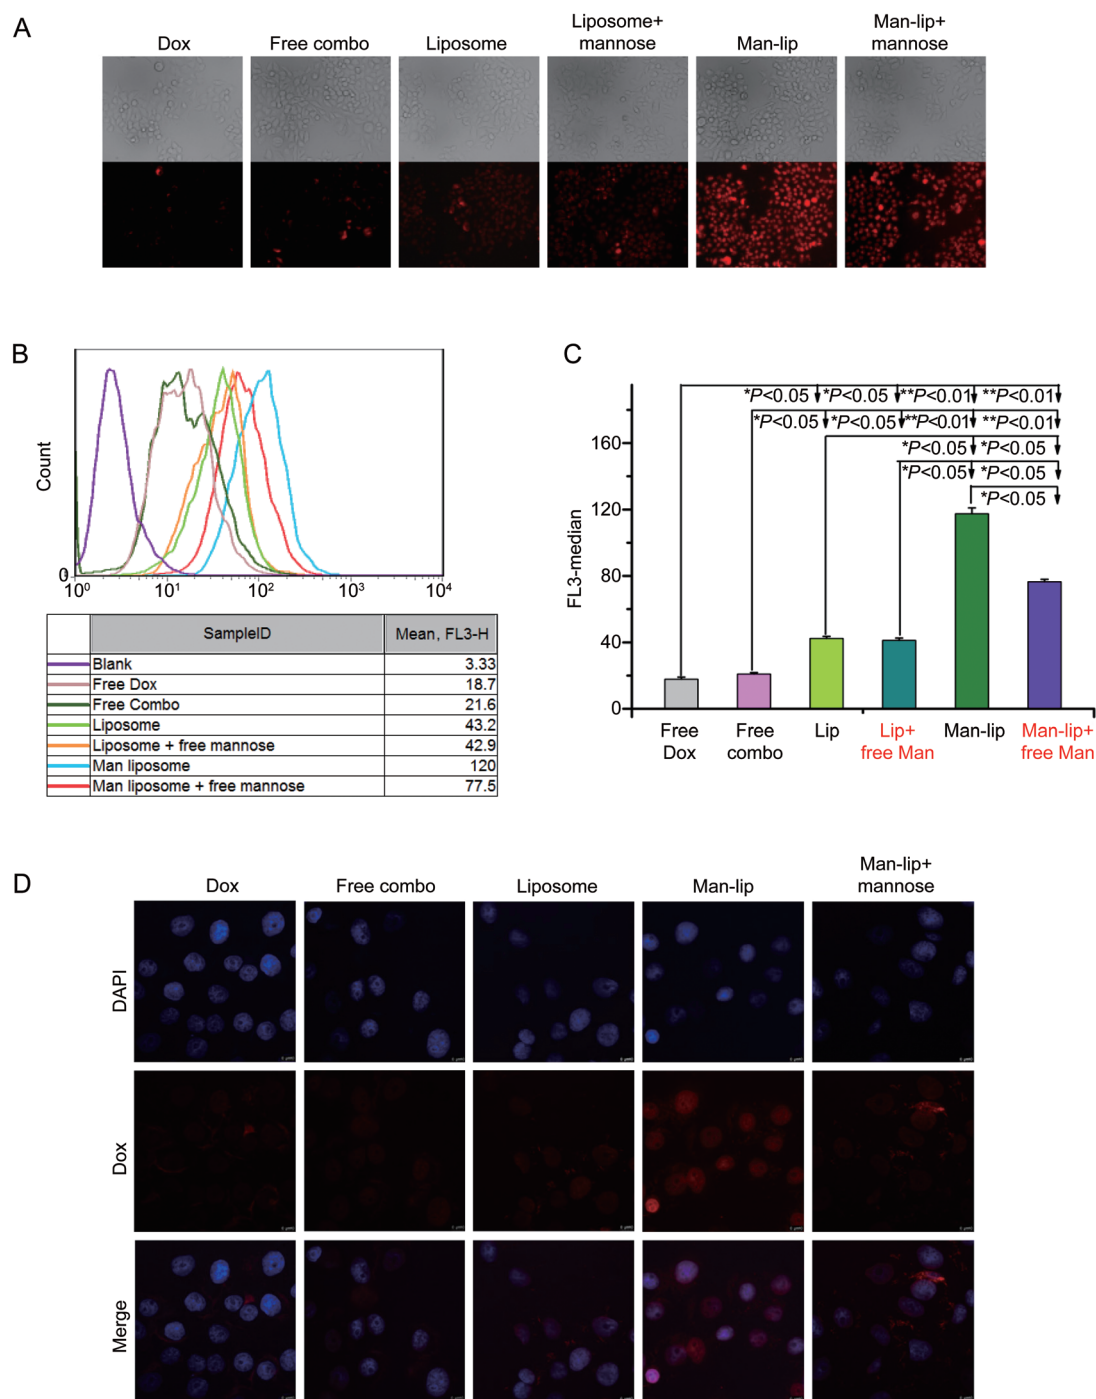 A
Dox
Free combo
Liposome
Liposome+
mannose
Man-lip
Man-lip+
mannose
B
Count
0
10⁰
10¹
10²
10³
10⁴
SampleID
Mean, FL3-H
Blank
3.33
Free Dox
18.7
Free Combo
21.6
Liposome
43.2
Liposome + free mannose
42.9
Man liposome
120
Man liposome + free mannose
77.5
C
FL3-median
160
120
80
40
0
*P<0.05
*P<0.05
**P<0.01
**P<0.01
*P<0.05
*P<0.05
**P<0.01
**P<0.01
*P<0.05
*P<0.05
*P<0.05
*P<0.05
*P<0.05
Free
Dox
Free
combo
Lip
Lip+
free Man
Man-lip
Man-lip+
free Man
D
Dox
Free combo
Liposome
Man-lip
Man-lip+
mannose
DAPI
Dox
Merge